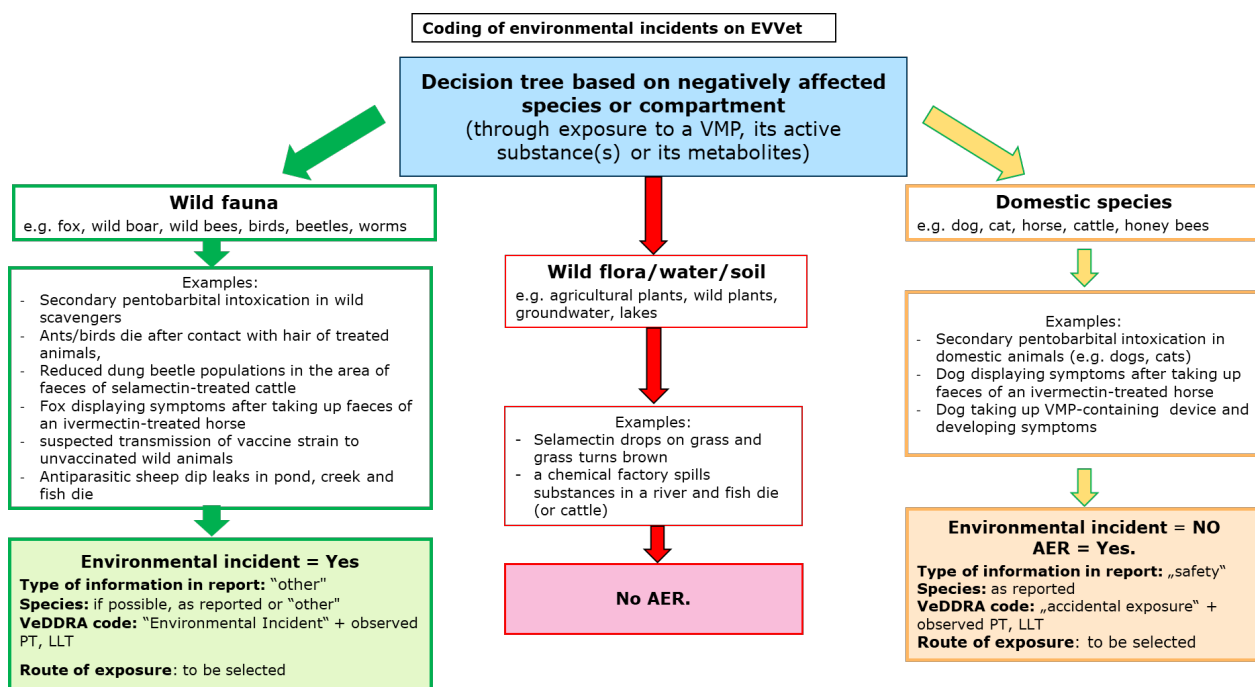 Coding of environmental incidents on EVVet
Decision tree based on negatively affected
species or compartment
(through exposure to a VMP, its active
substance(s) or its metabolites)
Wild fauna
e.g. fox, wild boar, wild bees, birds, beetles, worms
Examples:
- Secondary pentobarbital intoxication in wild
scavengers
- Ants/birds die after contact with hair of treated
animals,
- Reduced dung beetle populations in the area of
faeces of selamectin-treated cattle
- Fox displaying symptoms after taking up faeces of
an ivermectin-treated horse
- suspected transmission of vaccine strain to
unvaccinated wild animals
- Antiparasitic sheep dip leaks in pond, creek and
fish die
Environmental incident = Yes
Type of information in report: “other"
Species: if possible, as reported or “other"
VeDDRA code: “Environmental Incident“ + observed
PT, LLT
Route of exposure: to be selected
Wild flora/water/soil
e.g. agricultural plants, wild plants,
groundwater, lakes
Examples:
- Selamectin drops on grass and
grass turns brown
- a chemical factory spills
substances in a river and fish die
(or cattle)
No AER.
Domestic species
e.g. dog, cat, horse, cattle, honey bees
Examples:
- Secondary pentobarbital intoxication in
domestic animals (e.g. dogs, cats)
- Dog displaying symptoms after taking up
faeces of an ivermectin-treated horse
- Dog taking up VMP-containing device and
developing symptoms
Environmental incident = NO
AER = Yes.
Type of information in report: „safety“
Species: as reported
VeDDRA code: „accidental exposure“ +
observed PT, LLT
Route of exposure: to be selected